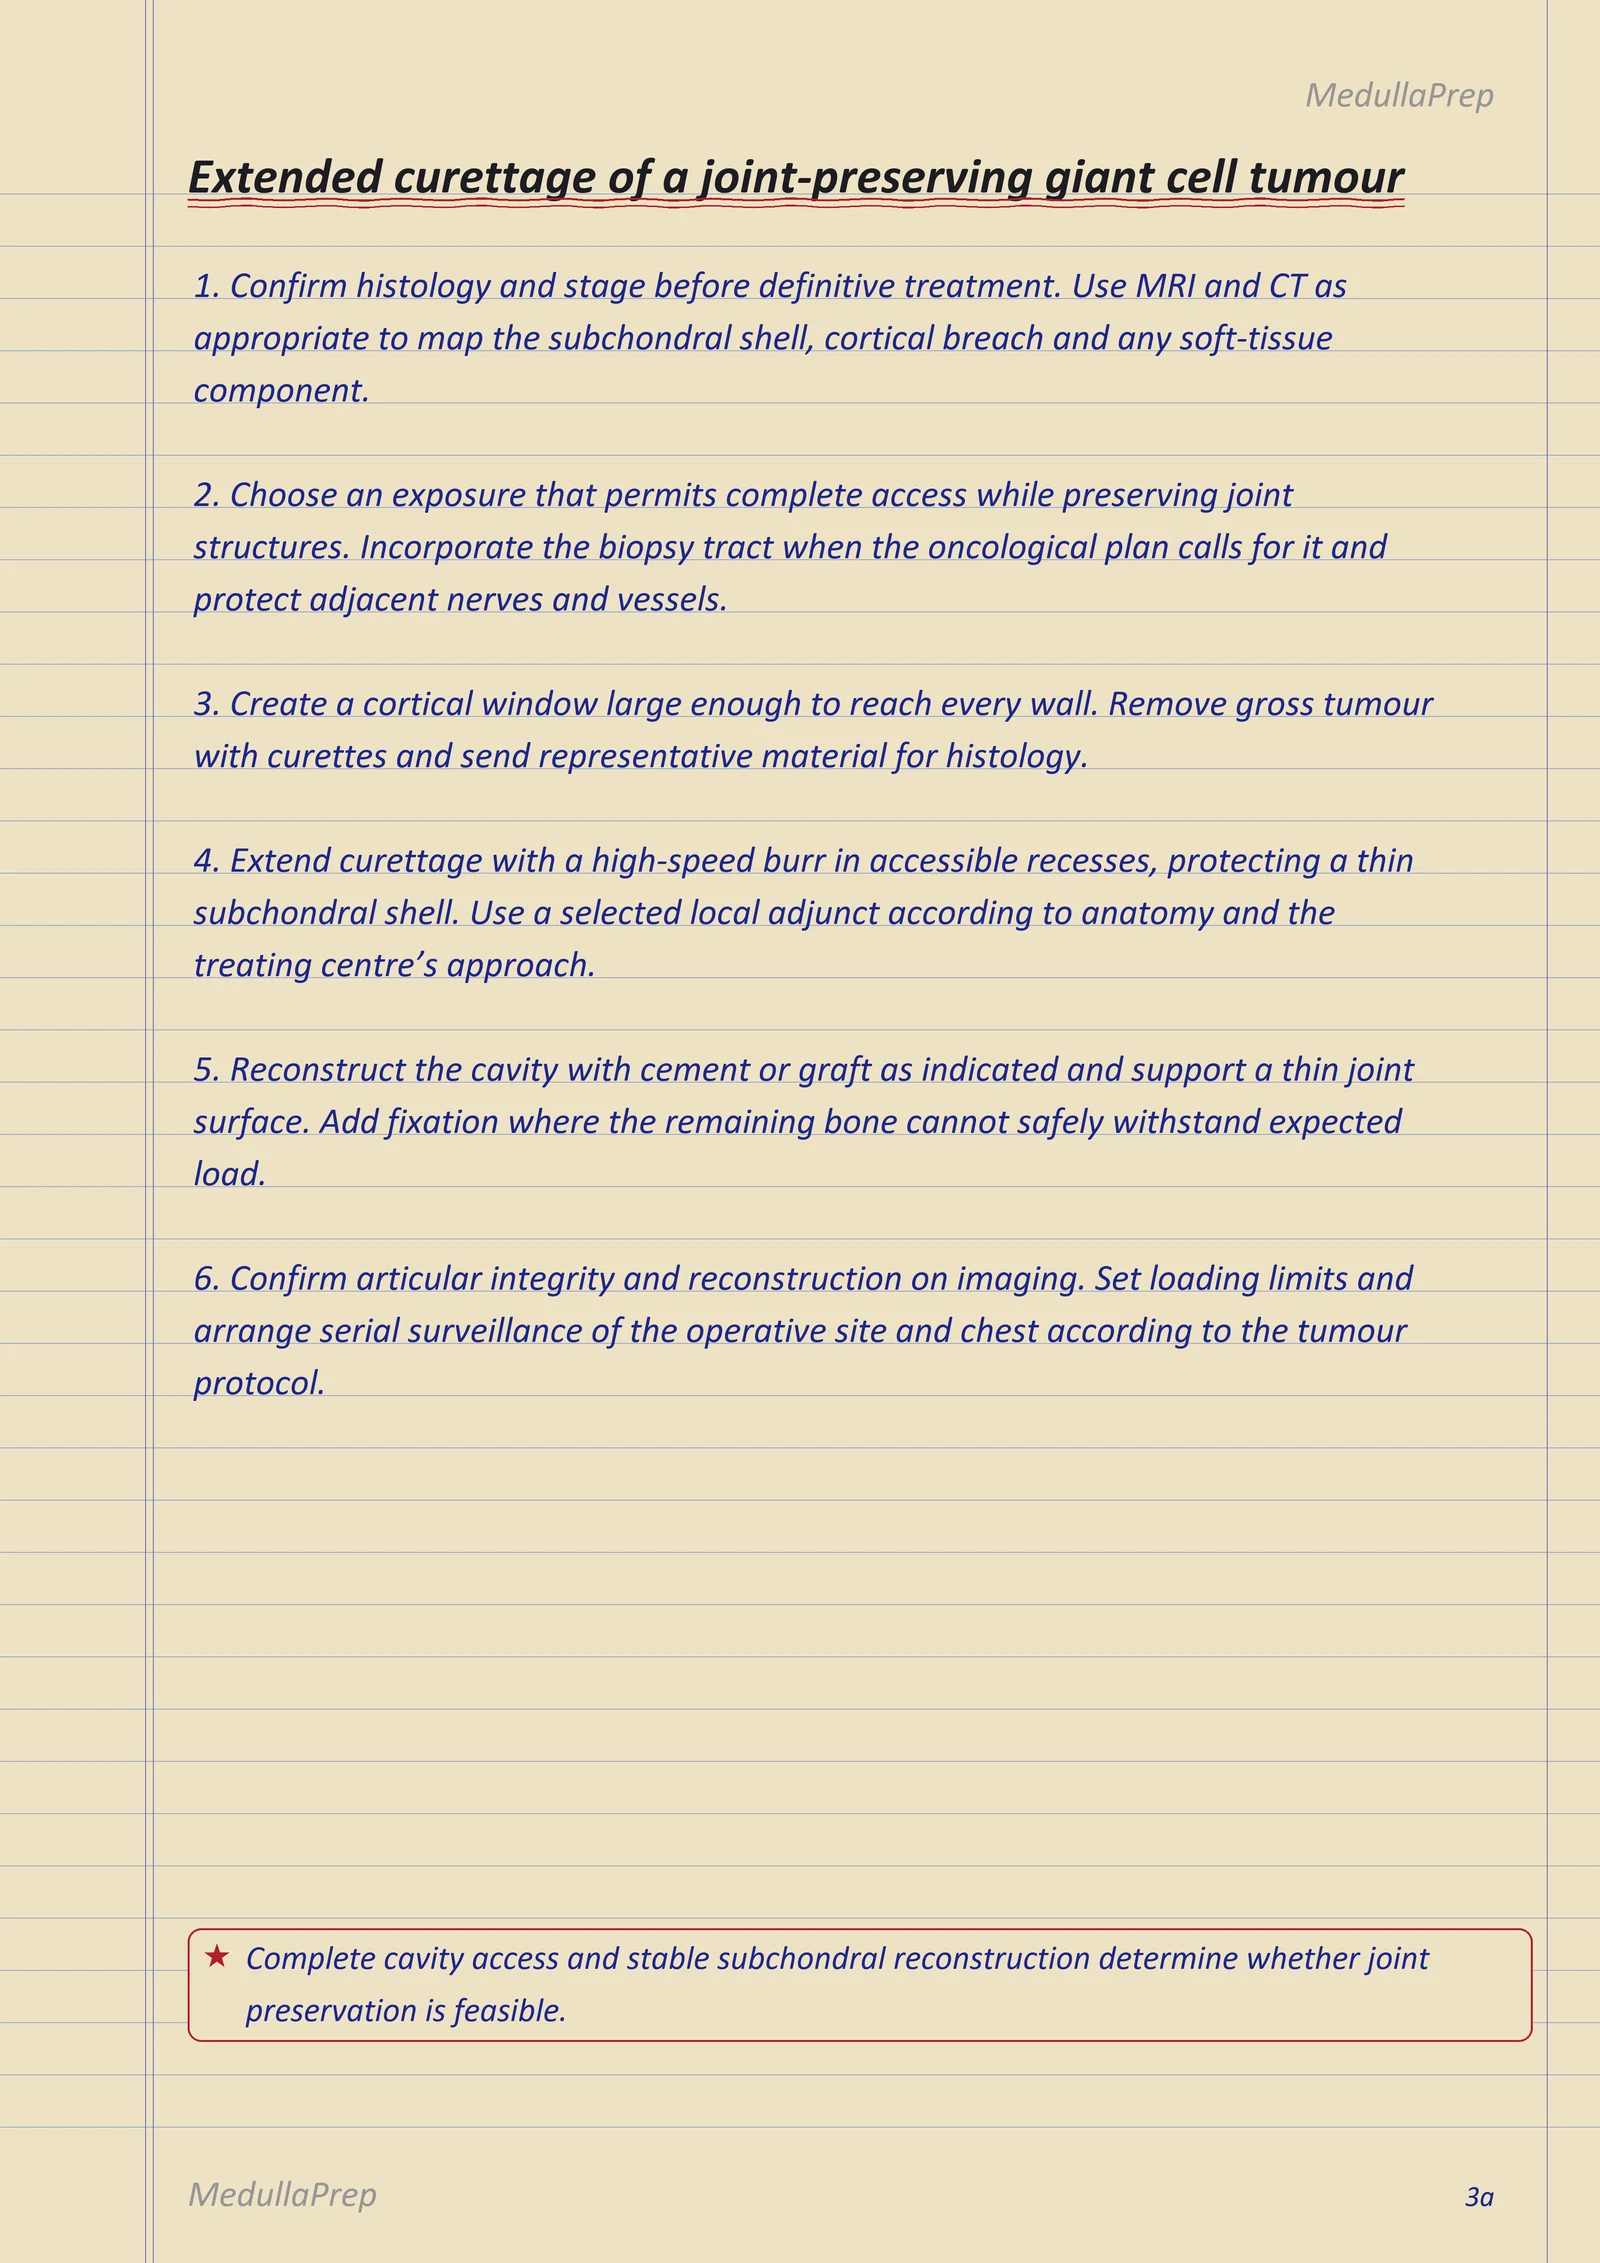 MedullaPrep
Extended curettage of a joint-preserving giant cell tumour
1. Confirm histology and stage before definitive treatment. Use MRI and CT as
appropriate to map the subchondral shell, cortical breach and any soft-tissue
component.
2. Choose an exposure that permits complete access while preserving joint
structures. Incorporate the biopsy tract when the oncological plan calls for it and
protect adjacent nerves and vessels.
3. Create a cortical window large enough to reach every wall. Remove gross tumour
with curettes and send representative material for histology.
4. Extend curettage with a high-speed burr in accessible recesses, protecting a thin
subchondral shell. Use a selected local adjunct according to anatomy and the
treating centre’s approach.
5. Reconstruct the cavity with cement or graft as indicated and support a thin joint
surface. Add fixation where the remaining bone cannot safely withstand expected
load.
6. Confirm articular integrity and reconstruction on imaging. Set loading limits and
arrange serial surveillance of the operative site and chest according to the tumour
protocol.
★ Complete cavity access and stable subchondral reconstruction determine whether joint
preservation is feasible.
MedullaPrep
3a